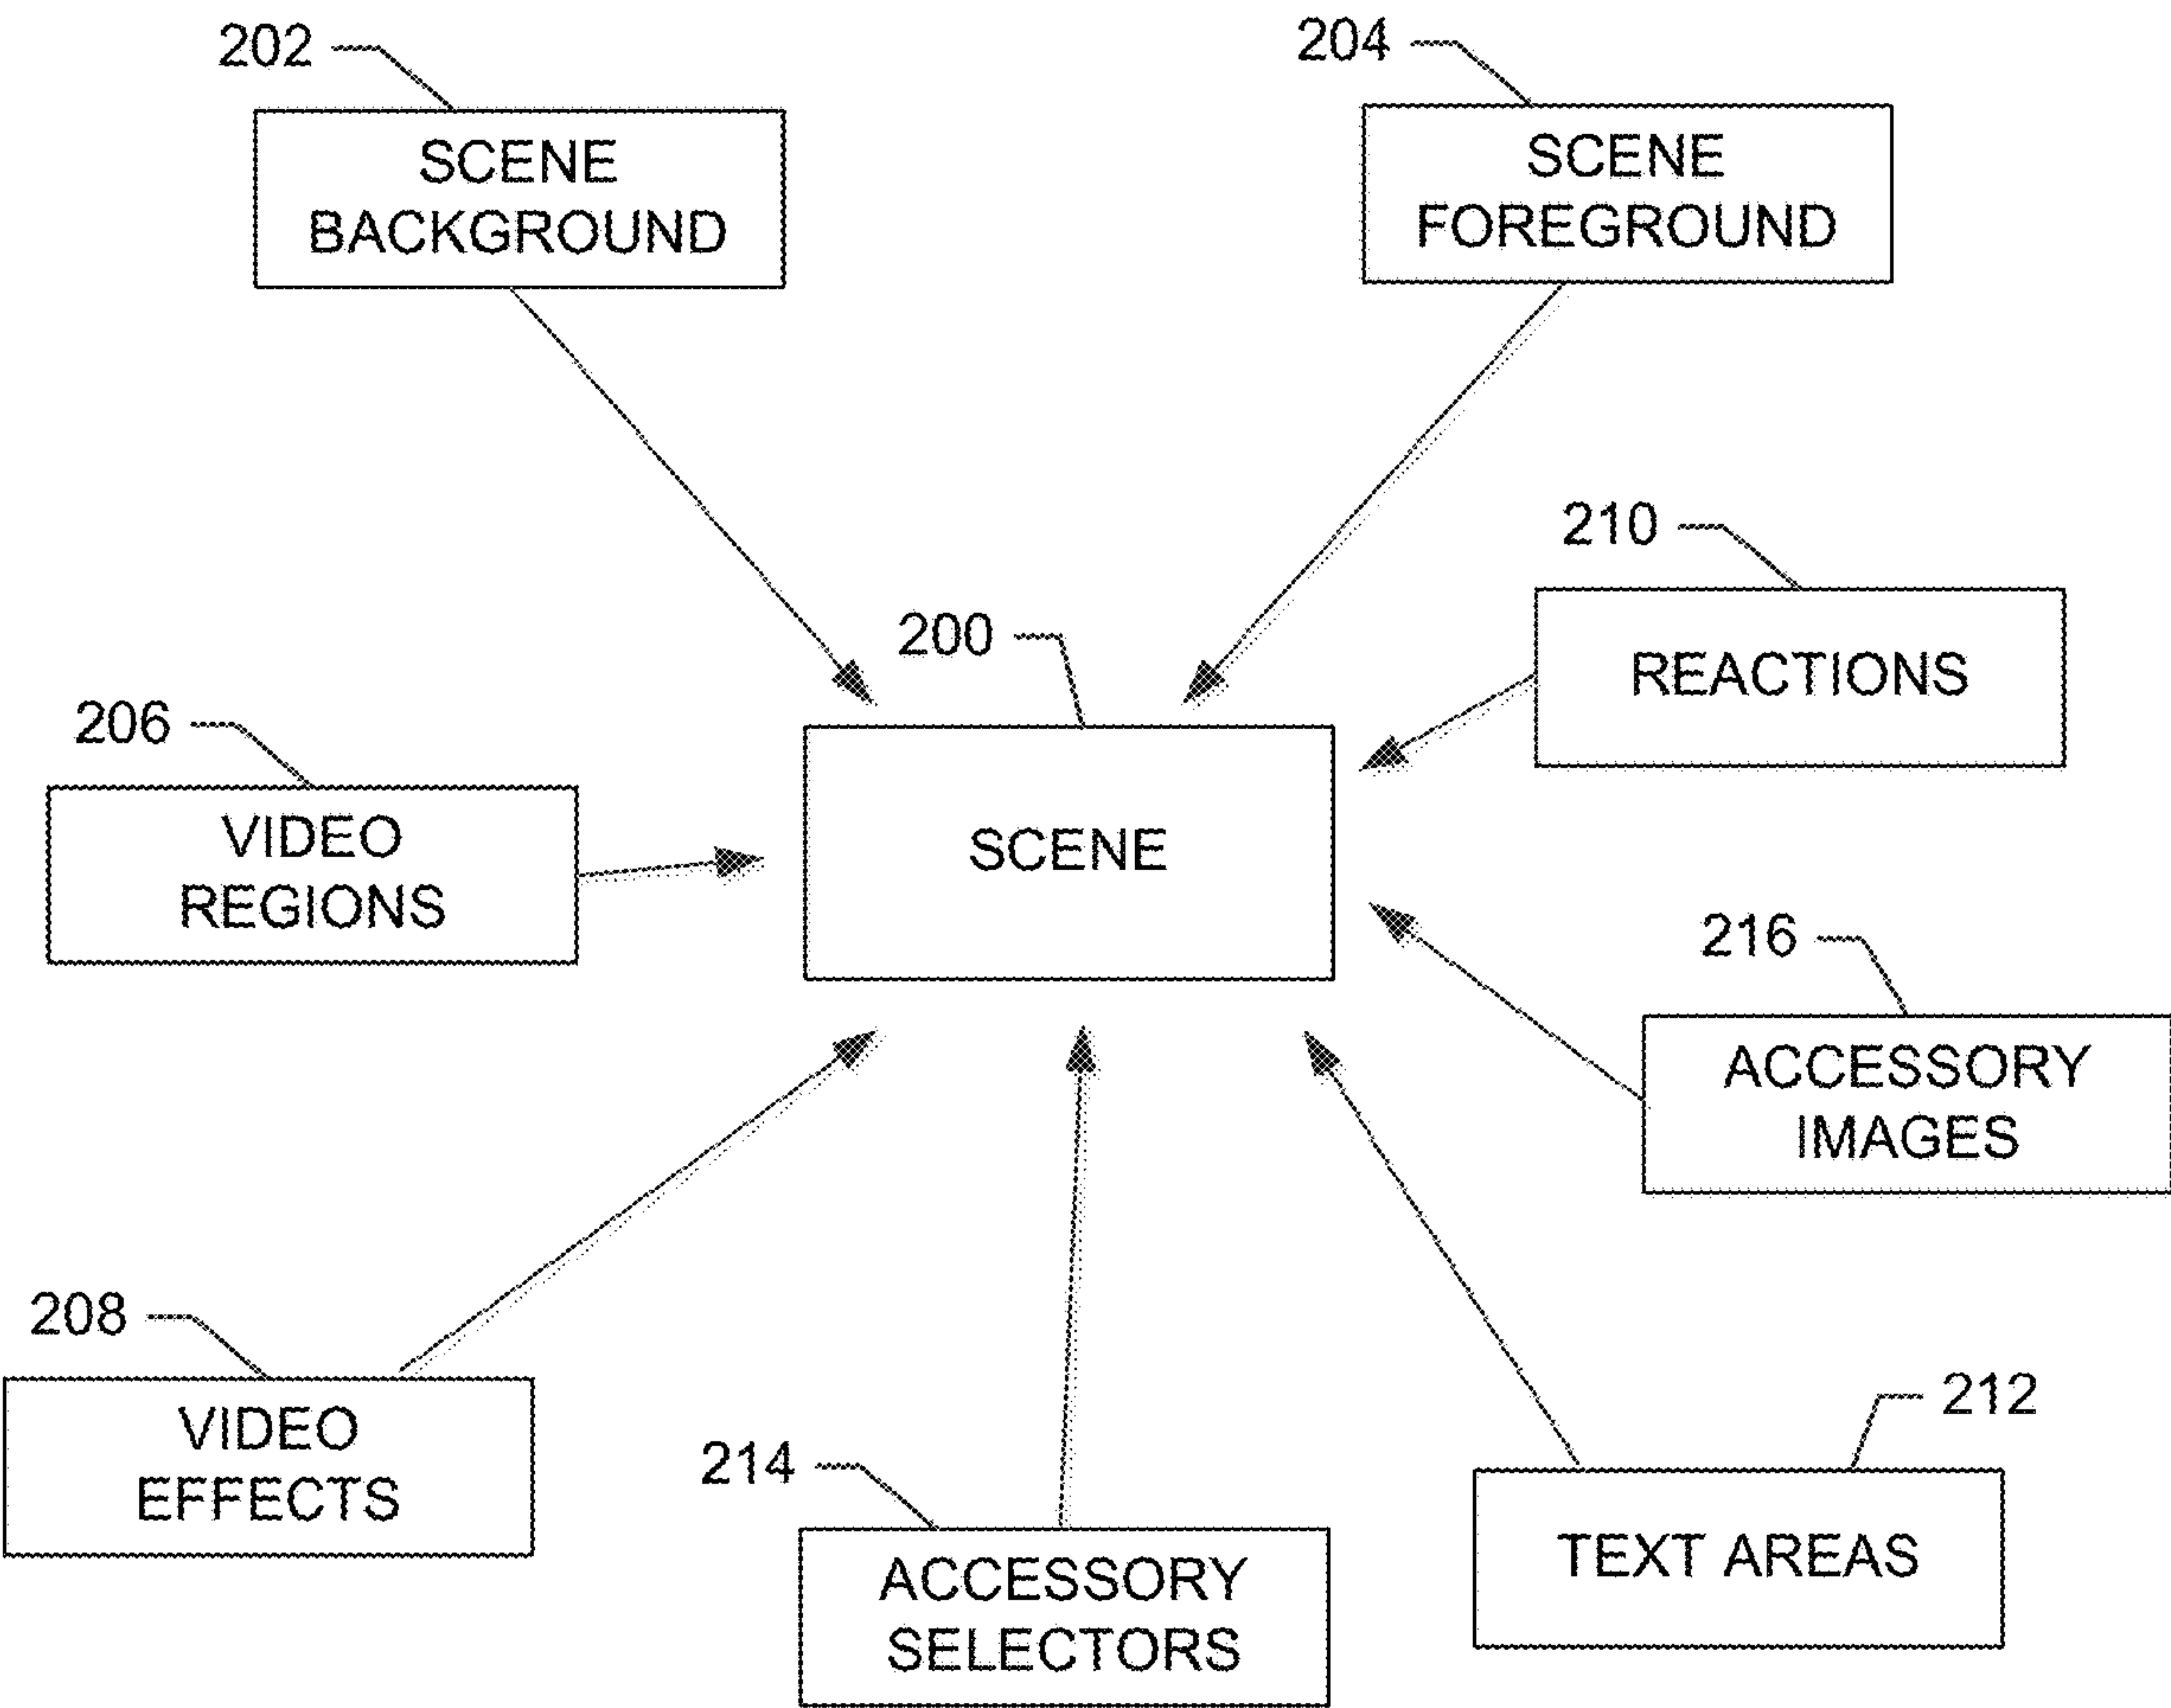 202
SCENE
BACKGROUND
204
SCENE
FOREGROUND
210
REACTIONS
200
SCENE
206
VIDEO
REGIONS
216
ACCESSORY
IMAGES
208
VIDEO
EFFECTS
214
ACCESSORY
SELECTORS
212
TEXT AREAS